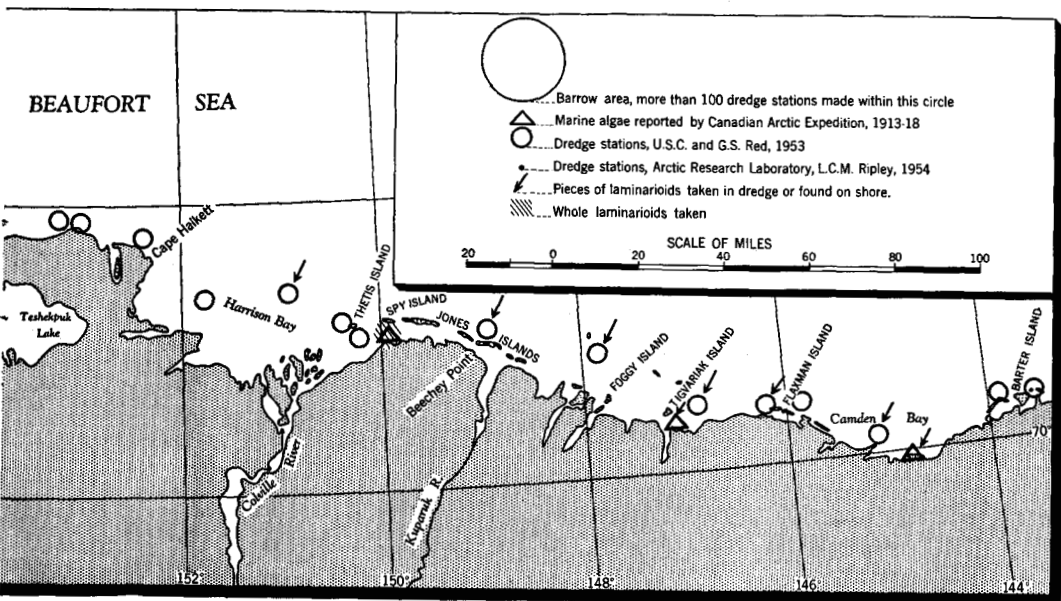 BEAUFORT SEA
Barrow area, more than 100 dredge stations made within this circle
Marine algae reported by Canadian Arctic Expedition, 1913-18
Dredge stations, U.S.C. and G.S. Red, 1953
Dredge stations, Arctic Research Laboratory, L.C.M. Ripley, 1954
Pieces of laminarioids taken in dredge or found on shore.
Whole laminarioids taken
SCALE OF MILES
20 0 20 40 60 80 100
Cape Halkett
Teshekpuk
Lake
Harrison Bay
THETIS ISLAND
SPY ISLAND
JONES
ISLANDS
Beechey Point
FOGGY ISLAND
TIGVARIAK ISLAND
FLAXMAN ISLAND
Camden Bay
BARTER ISLAND
70°
Colville River
Kuparuk R.
152° 150° 148° 146° 144°